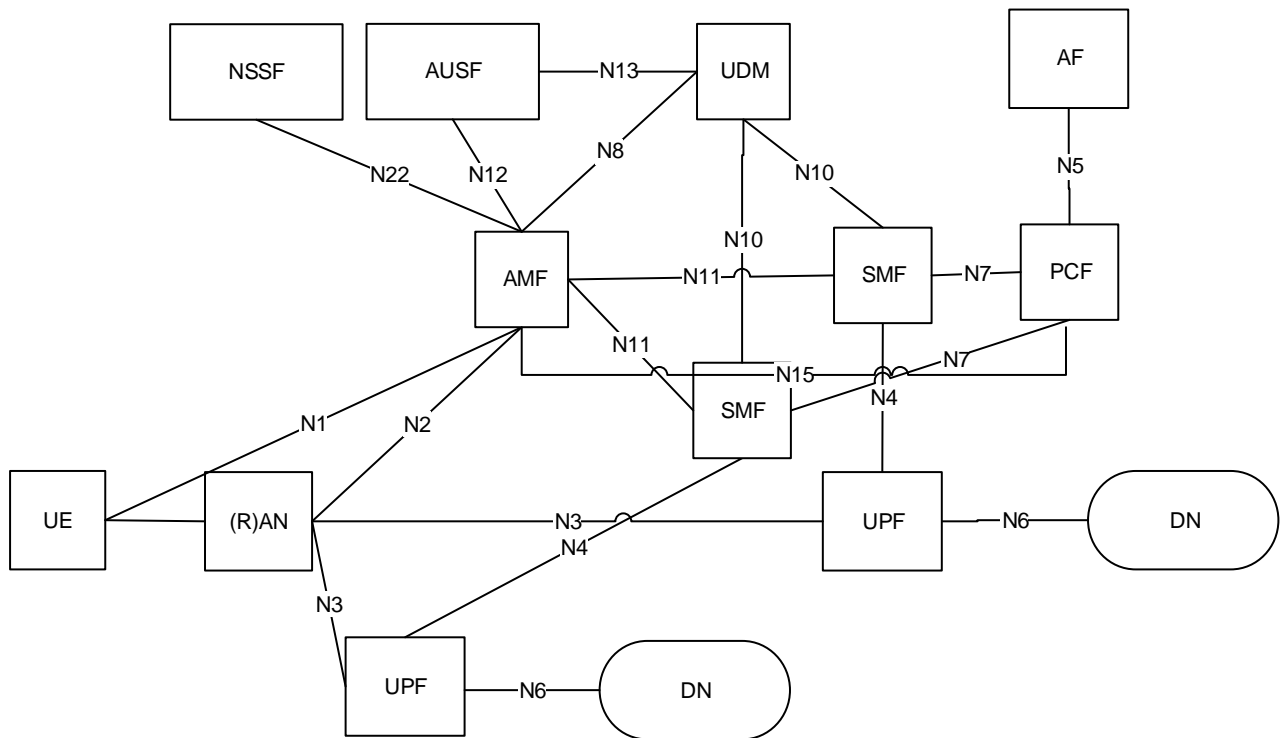 NSSF
AUSF
N13
UDM
AF
N22
N12
N8
N10
N5
N10
AMF
N11
SMF
N7
PCF
N11
N15
N7
SMF
N4
N1
N2
UE
(R)AN
N3
UPF
N6
DN
N4
N3
UPF
N6
DN